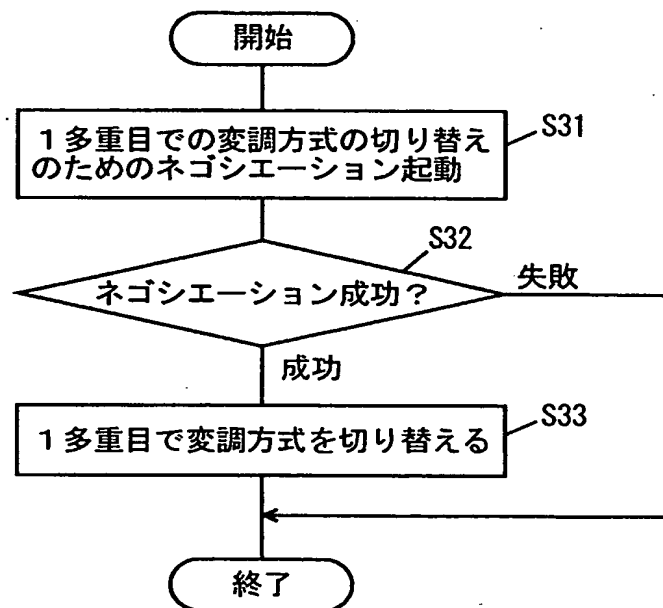 開始
1多重目での変調方式の切り替え
のためのネゴシエーション起動
S31
S32
ネゴシエーション成功?
失敗
成功
1多重目で変調方式を切り替える
S33
終了